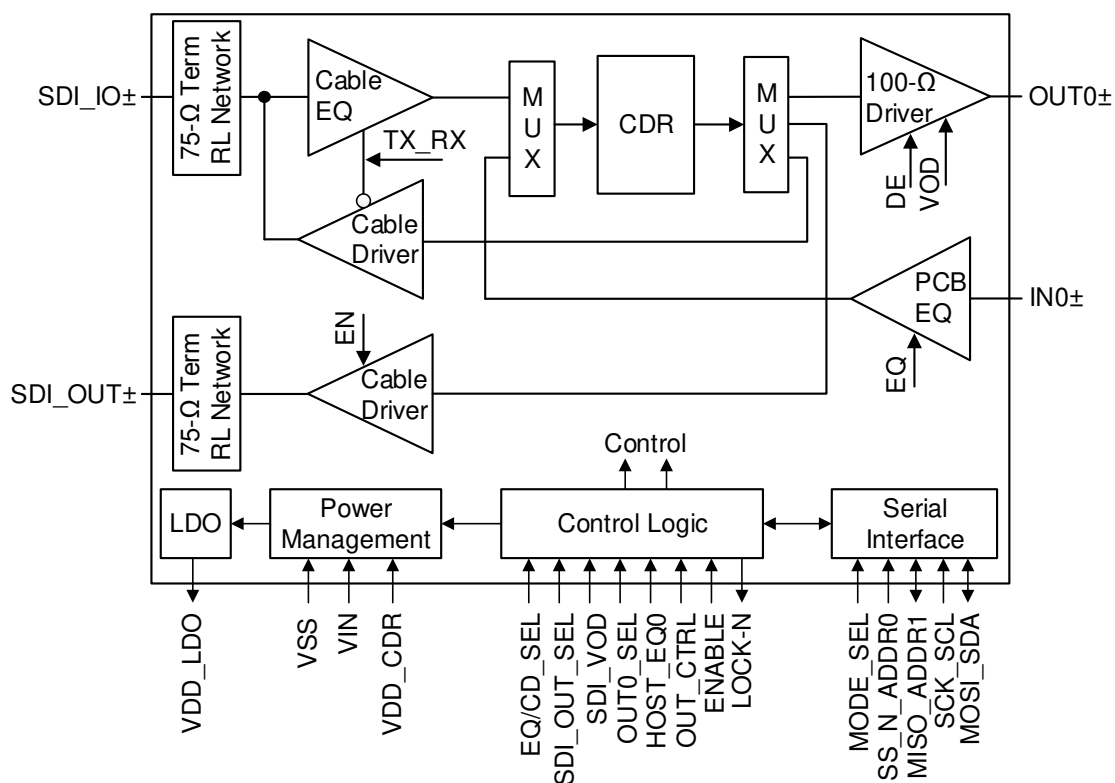 SDI_IO±
75-Ω Term
RL Network
Cable
EQ
TX_RX
M
U
X
CDR
M
U
X
100-Ω
Driver
OUT0±
DE
VOD
Cable
Driver
PCB
EQ
IN0±
EQ
SDI_OUT±
75-Ω Term
RL Network
EN
Cable
Driver
Control
LDO
Power
Management
Control Logic
Serial
Interface
VDD_LDO
VSS
VIN
VDD_CDR
EQ/CD_SEL
SDI_OUT_SEL
SDI_VOD
OUT0_SEL
HOST_EQ0
OUT_CTRL
ENABLE
LOCK-N
MODE_SEL
SS_N_ADDR0
MISO_ADDR1
SCK_SCL
MOSI_SDA